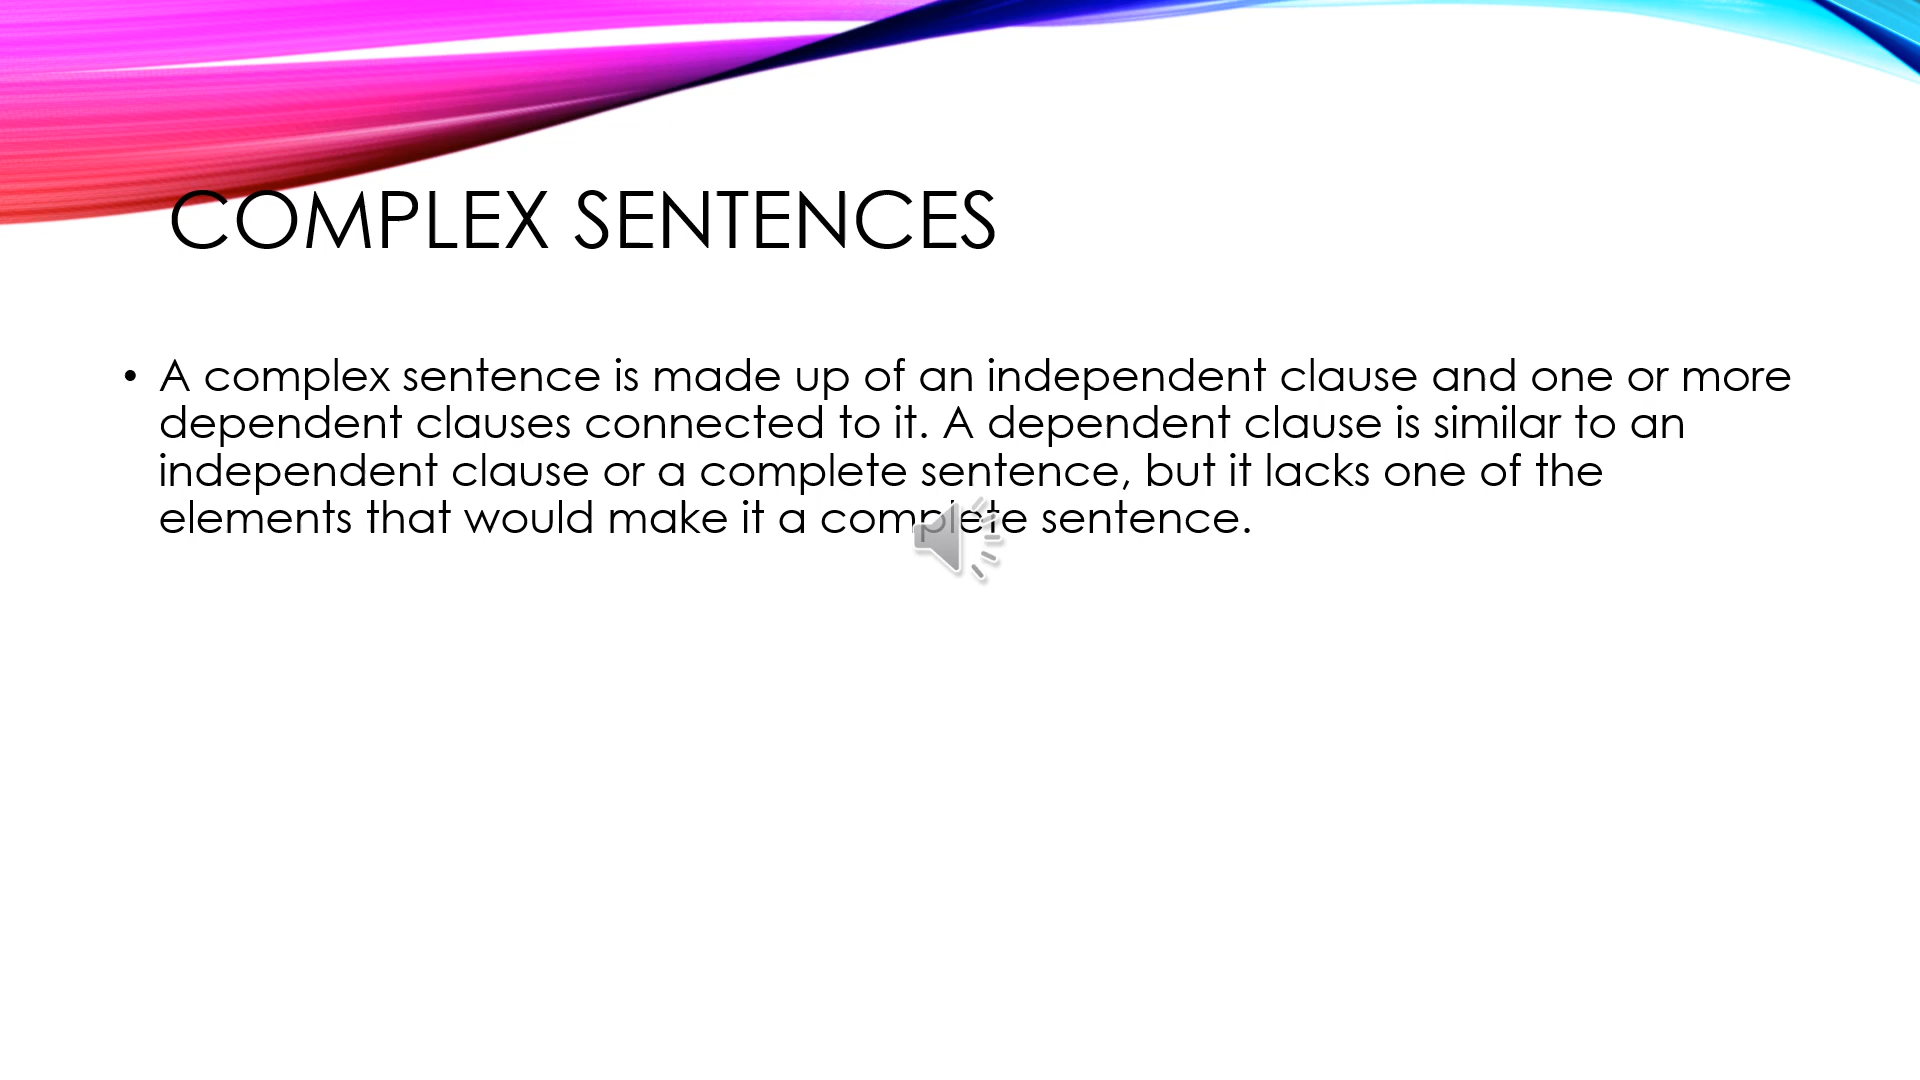 COMPLEX SENTENCES
• A complex sentence is made up of an independent clause and one or more
dependent clauses connected to it. A dependent clause is similar to an
independent clause or a complete sentence, but it lacks one of the
elements that would make it a complete sentence.